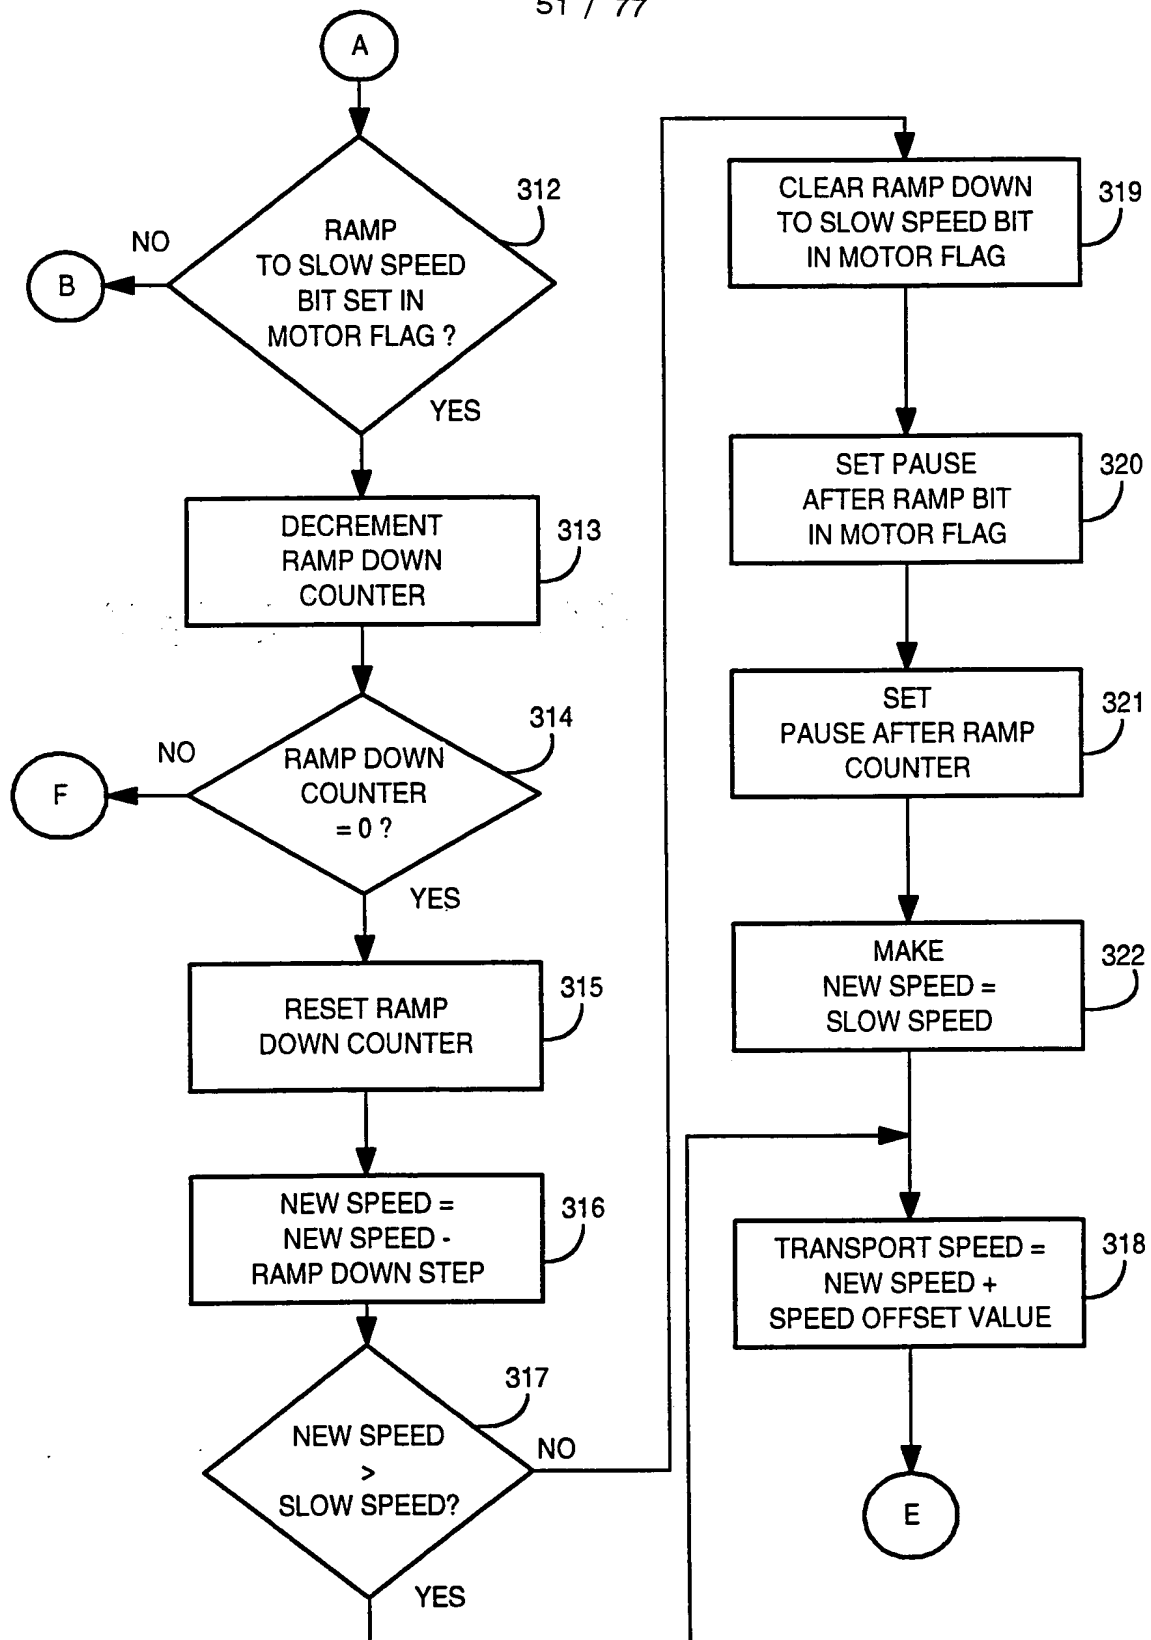 51 / 77
A
312
RAMP
TO SLOW SPEED
BIT SET IN
MOTOR FLAG ?
NO
B
YES
DECREMENT
RAMP DOWN
COUNTER
313
314
RAMP DOWN
COUNTER
= 0 ?
NO
F
YES
RESET RAMP
DOWN COUNTER
315
NEW SPEED =
NEW SPEED -
RAMP DOWN STEP
316
317
NEW SPEED
>
SLOW SPEED?
NO
YES
CLEAR RAMP DOWN
TO SLOW SPEED BIT
IN MOTOR FLAG
319
SET PAUSE
AFTER RAMP BIT
IN MOTOR FLAG
320
SET
PAUSE AFTER RAMP
COUNTER
321
MAKE
NEW SPEED =
SLOW SPEED
322
TRANSPORT SPEED =
NEW SPEED +
SPEED OFFSET VALUE
318
E